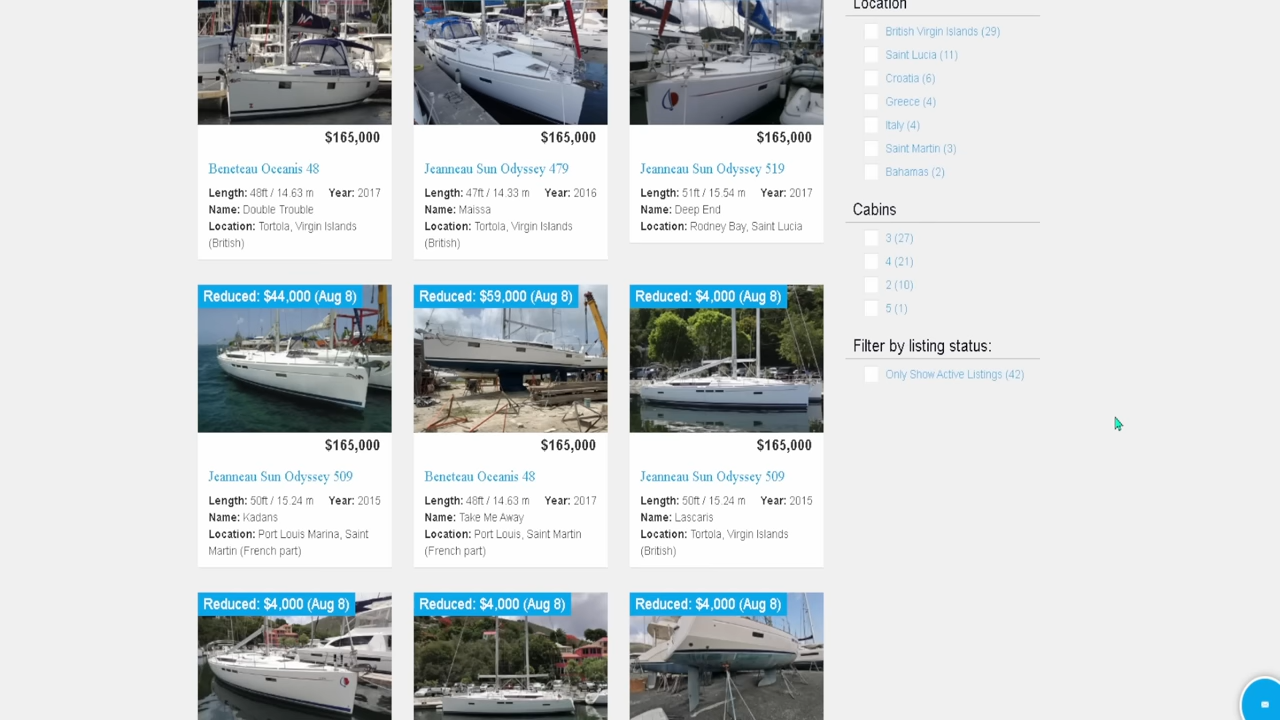 $165,000
Beneteau Oceanis 48
Length: 48ft / 14.63 m Year: 2017
Name: Double Trouble
Location: Tortola, Virgin Islands
(British)
$165,000
Jeanneau Sun Odyssey 479
Length: 47ft / 14.33 m Year: 2016
Name: Maissa
Location: Tortola, Virgin Islands
(British)
$165,000
Jeanneau Sun Odyssey 519
Length: 51ft / 15.54 m Year: 2017
Name: Deep End
Location: Rodney Bay, Saint Lucia
Reduced: $44,000 (Aug 8)
$165,000
Jeanneau Sun Odyssey 509
Length: 50ft / 15.24 m Year: 2015
Name: Kadans
Location: Port Louis Marina, Saint
Martin (French part)
Reduced: $59,000 (Aug 8)
$165,000
Beneteau Oceanis 48
Length: 48ft / 14.63 m Year: 2017
Name: Take Me Away
Location: Port Louis, Saint Martin
(French part)
Reduced: $4,000 (Aug 8)
$165,000
Jeanneau Sun Odyssey 509
Length: 50ft / 15.24 m Year: 2015
Name: Lascaris
Location: Tortola, Virgin Islands
(British)
Reduced: $4,000 (Aug 8)
Reduced: $4,000 (Aug 8)
Reduced: $4,000 (Aug 8)
Location
British Virgin Islands (29)
Saint Lucia (11)
Croatia (6)
Greece (4)
Italy (4)
Saint Martin (3)
Bahamas (2)
Cabins
3 (27)
4 (21)
2 (10)
5 (1)
Filter by listing status:
Only Show Active Listings (42)